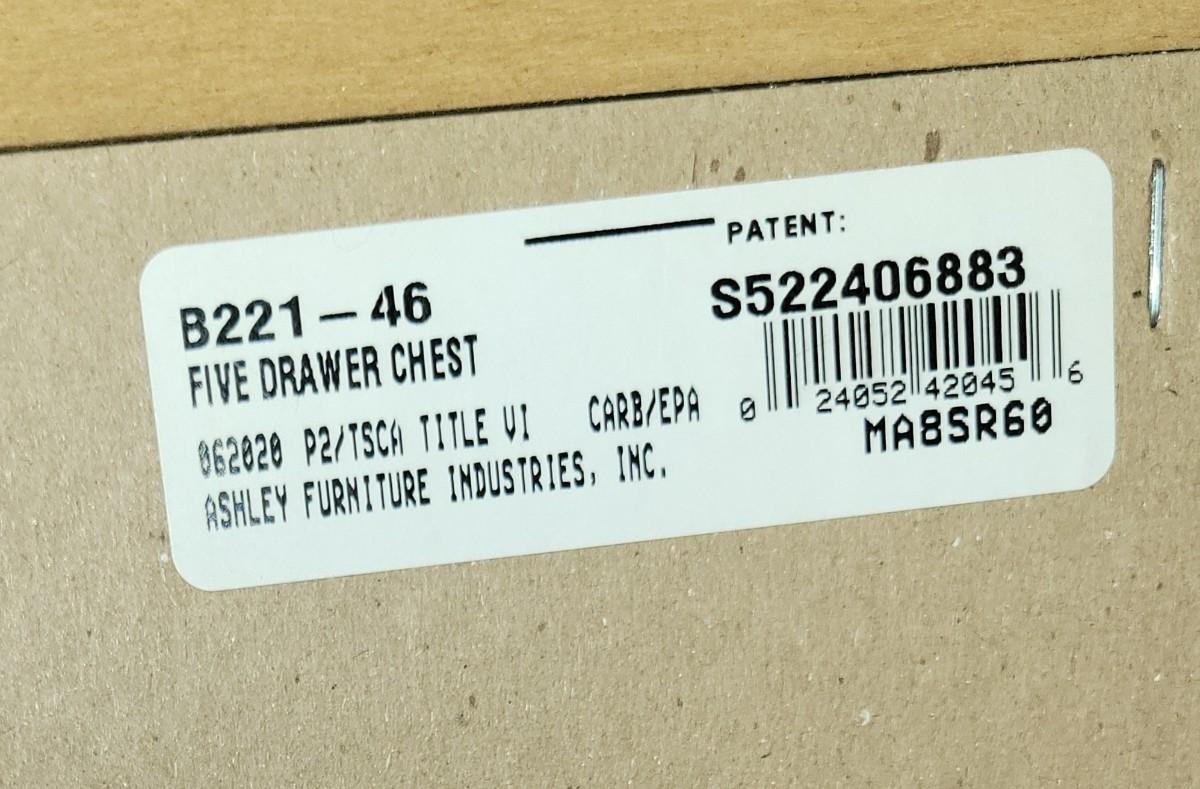 PATENT:
B221-46
S522406883
FIVE DRAWER CHEST
0 24052 42045 6
062020 P2/TSCA TITLE VI CARB/EPA
MA8SR60
ASHLEY FURNITURE INDUSTRIES, INC.